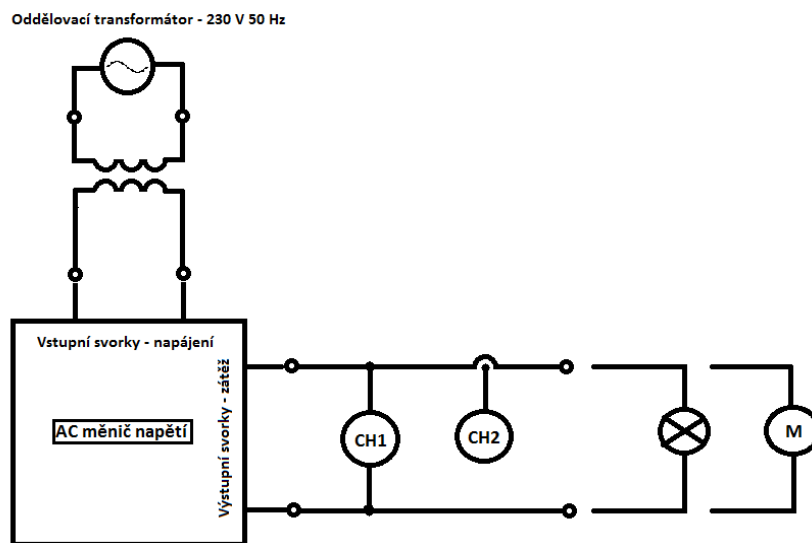 Oddělovací transformátor - 230 V 50 Hz
Vstupní svorky - napájení
Výstupní svorky - zátěž
AC měnič napětí
CH1
CH2
M